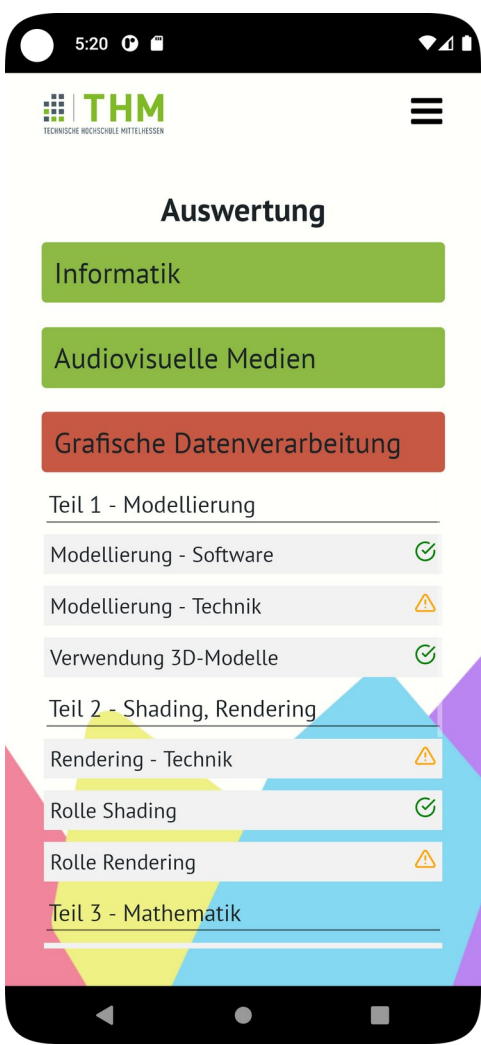 5:20
THM
TECHNISCHE HOCHSCHULE MITTELHESSEN
Auswertung
Informatik
Audiovisuelle Medien
Grafische Datenverarbeitung
Teil 1 - Modellierung
Modellierung - Software
Modellierung - Technik
Verwendung 3D-Modelle
Teil 2 - Shading, Rendering
Rendering - Technik
Rolle Shading
Rolle Rendering
Teil 3 - Mathematik